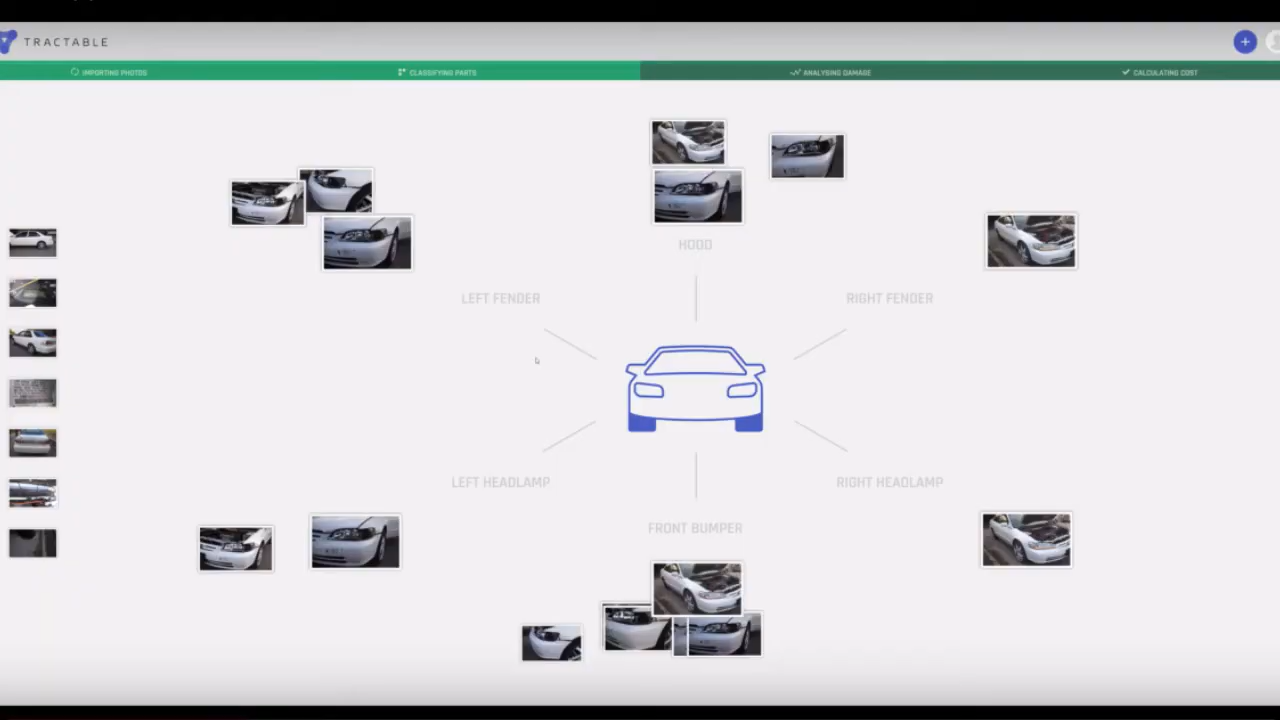 TRACTABLE
IMPORTING PHOTOS
CLASSIFYING PARTS
ANALYSING DAMAGE
CALCULATING COST
HOOD
LEFT FENDER
RIGHT FENDER
LEFT HEADLAMP
RIGHT HEADLAMP
FRONT BUMPER